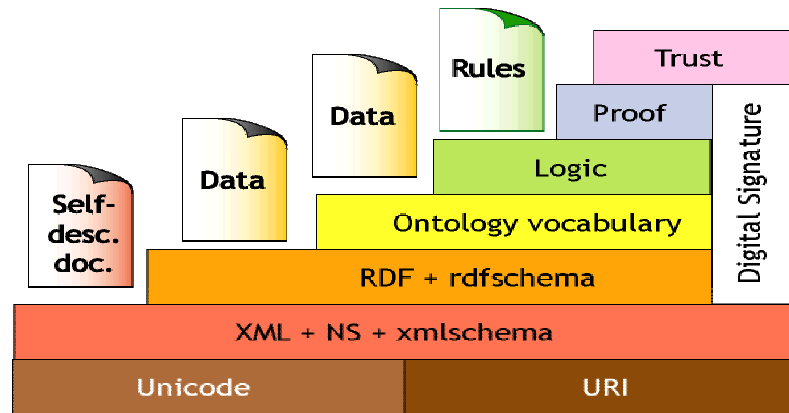 Rules
Trust
Data
Proof
Data
Logic
Self-
desc.
doc.
Ontology vocabulary
Digital Signature
RDF + rdfschema
XML + NS + xmlschema
Unicode
URI